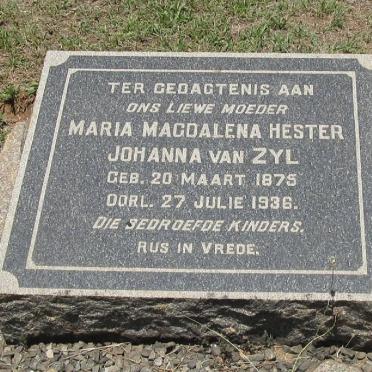 TER GEDACTENIS AAN
ONS LIEWE MOEDER
MARIA MAGDALENA HESTER
JOHANNA VAN ZYL
GEB. 20 MAART 1875
OORL. 27 JULIE 1936.
DIE BEDROEFDE KINDERS.
RUS IN VREDE.